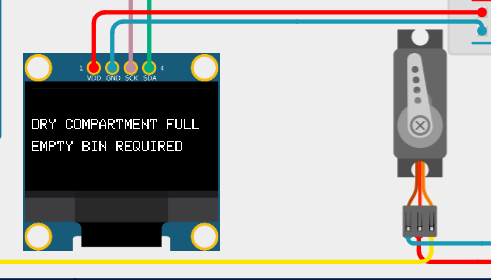 1 4
VDD GND SCK SDA
DRY COMPARTMENT FULL
EMPTY BIN REQUIRED